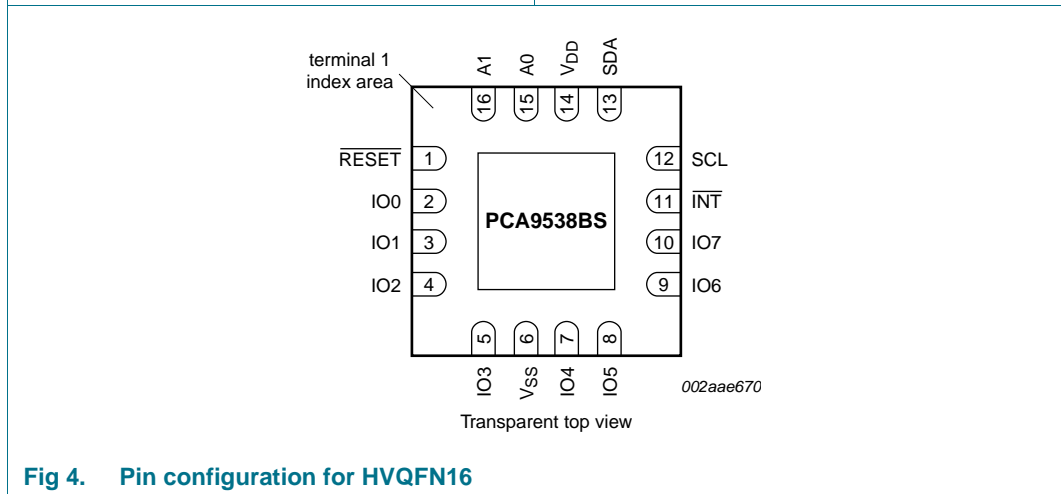 terminal 1
index area
A1
A0
VDD
SDA
16
15
14
13
RESET 1
12 SCL
IO0 2
11 INT
IO1 3
PCA9538BS
10 IO7
IO2 4
9 IO6
5
6
7
8
IO3
VSS
IO4
IO5
002aae670
Transparent top view
Fig 4. Pin configuration for HVQFN16